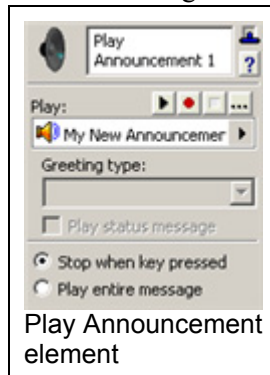 Play
Announcement 1
?
Play:
...
My New Announcemer
Greeting type:
Play status message
Stop when key pressed
Play entire message
Play Announcement
element